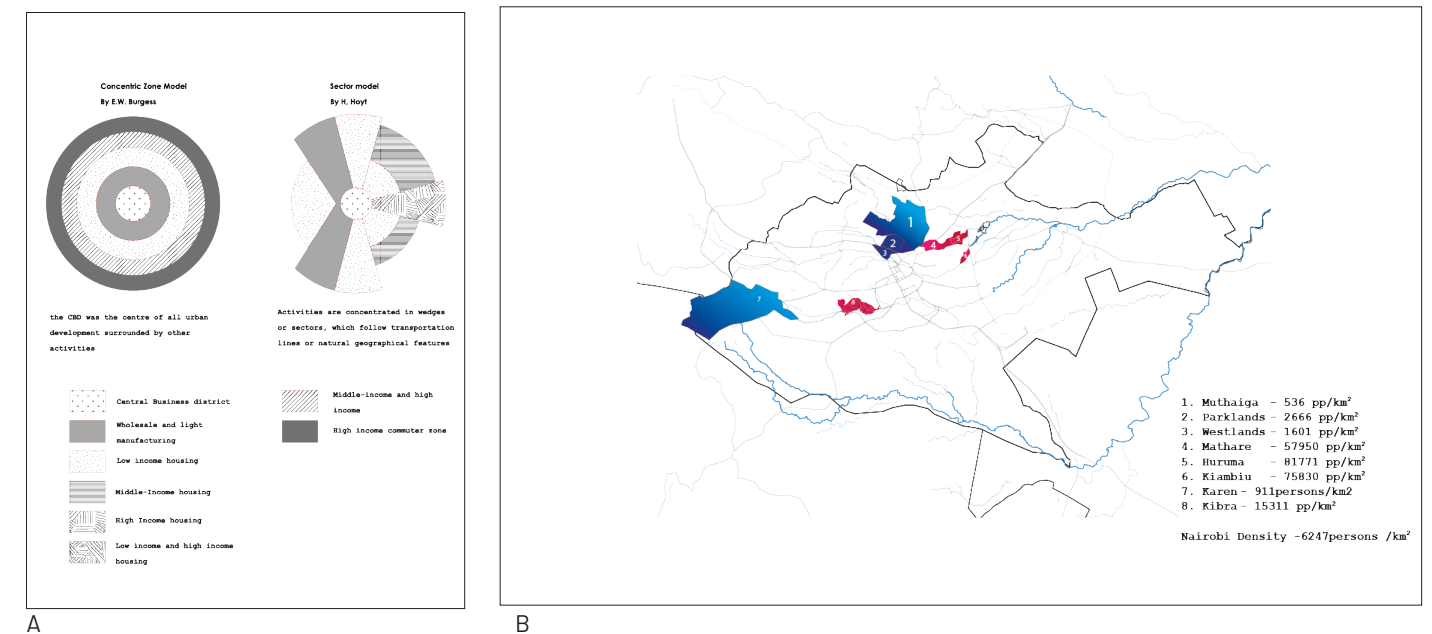 Concentric Zone Model
By E.W. Burgess
Sector model
By H, Hoyt
the CBD was the centre of all urban
development surrounded by other
activities
Activities are concentrated in wedges
or sectors, which follow transportation
lines or natural geographical features
Central Business district
Wholesale and light
manufacturing
Low income housing
Middle-Income housing
High Income housing
Low income and high income
housing
Middle-income and high
income
High income commuter zone
A
1
2
3
4
5
6
7
8
1. Muthaiga - 536 pp/km²
2. Parklands - 2666 pp/km²
3. Westlands - 1601 pp/km²
4. Mathare - 57950 pp/km²
5. Huruma - 81771 pp/km²
6. Kiambiu - 75830 pp/km²
7. Karen - 911persons/km2
8. Kibra - 15311 pp/km²
Nairobi Density -6247persons /km²
B